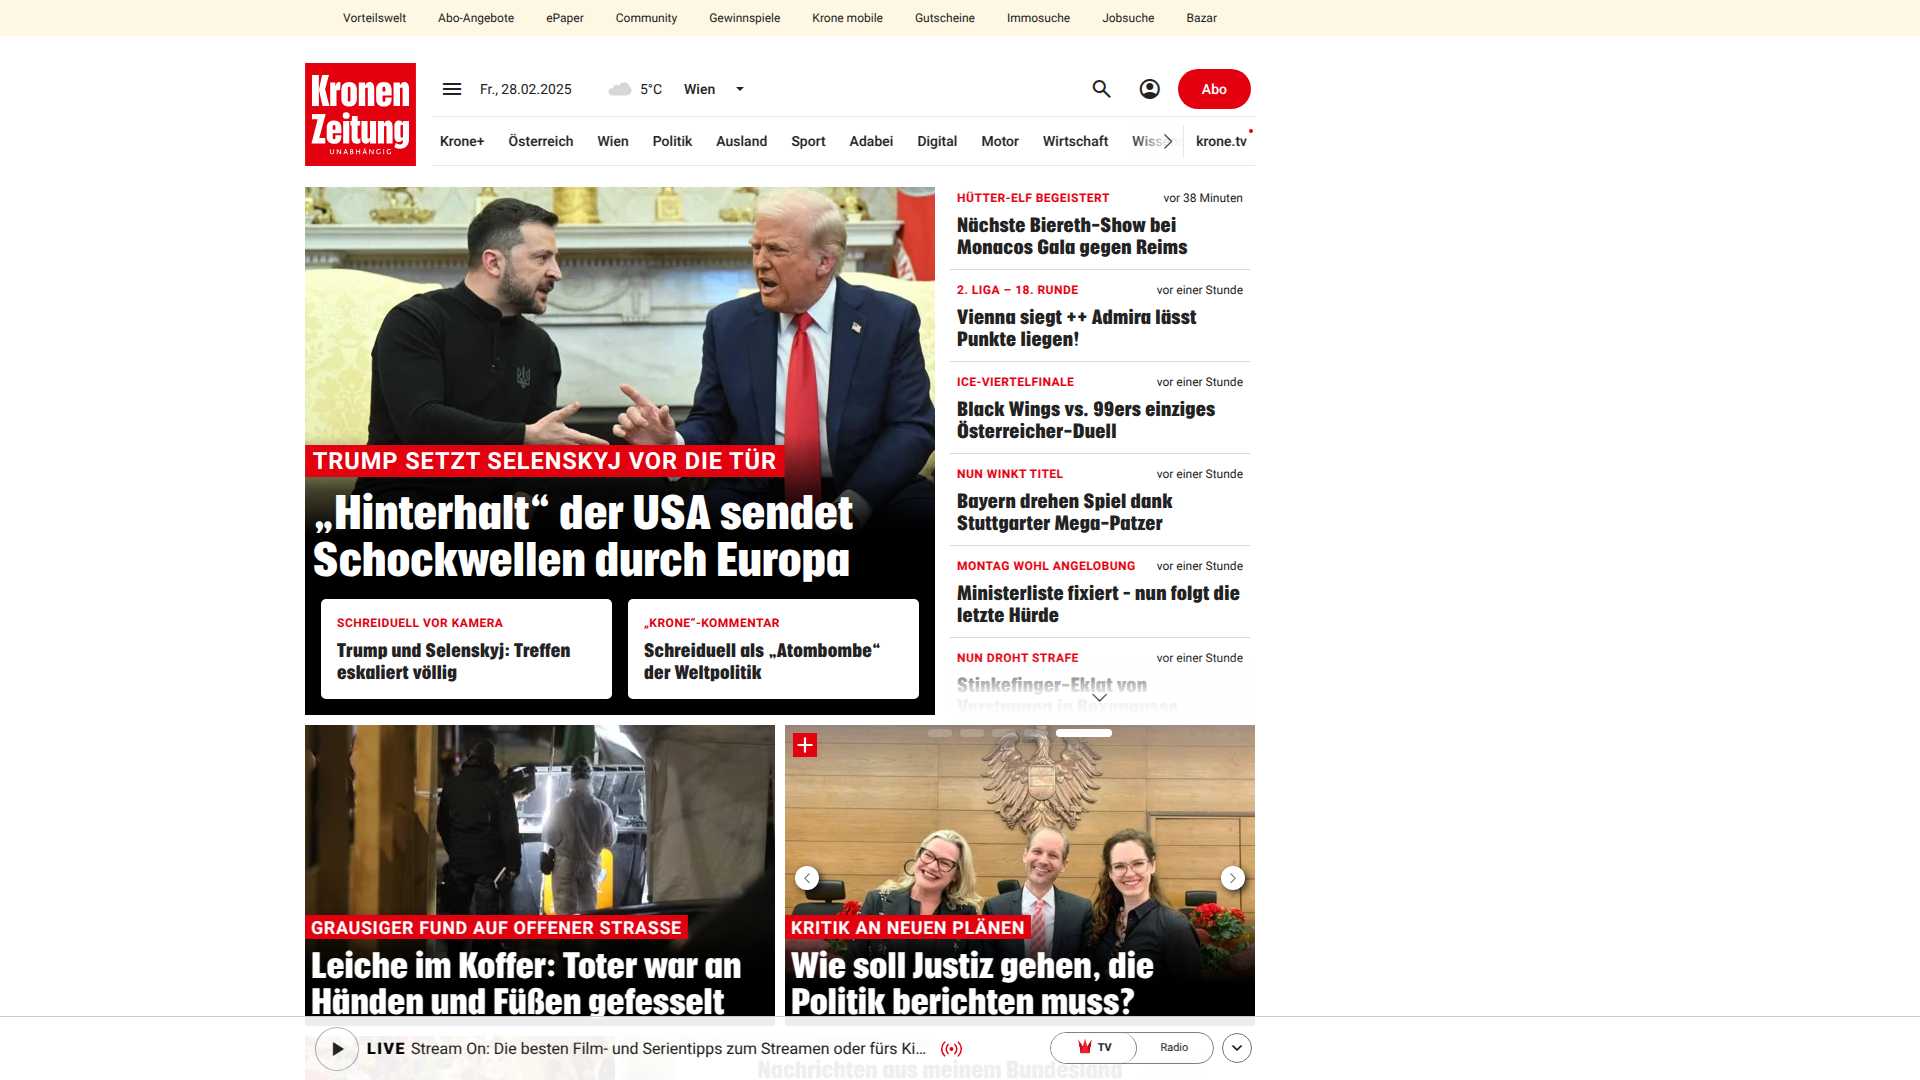 Vorteilswelt
Abo-Angebote
ePaper
Community
Gewinnspiele
Krone mobile
Gutscheine
Immosuche
Jobsuche
Bazar
Kronen
Zeitung
UNABHÄNGIG
Fr., 28.02.2025
5°C
Wien
Abo
Krone+
Österreich
Wien
Politik
Ausland
Sport
Adabei
Digital
Motor
Wirtschaft
krone.tv
TRUMP SETZT SELENSKYJ VOR DIE TÜR
„Hinterhalt“ der USA sendet
Schockwellen durch Europa
SCHREIDUELL VOR KAMERA
Trump und Selenskyj: Treffen
eskaliert völlig
„KRONE“-KOMMENTAR
Schreiduell als „Atombombe“
der Weltpolitik
HÜTTER-ELF BEGEISTERT
vor 38 Minuten
Nächste Biereth-Show bei
Monacos Gala gegen Reims
2. LIGA – 18. RUNDE
vor einer Stunde
Vienna siegt ++ Admira lässt
Punkte liegen!
ICE-VIERTELFINALE
vor einer Stunde
Black Wings vs. 99ers einziges
Österreicher-Duell
NUN WINKT TITEL
vor einer Stunde
Bayern drehen Spiel dank
Stuttgarter Mega-Patzer
MONTAG WOHL ANGELOBUNG
vor einer Stunde
Ministerliste fixiert - nun folgt die
letzte Hürde
NUN DROHT STRAFE
vor einer Stunde
Stinkefinger-Eklat von
GRAUSIGER FUND AUF OFFENER STRASSE
Leiche im Koffer: Toter war an
Händen und Füßen gefesselt
KRITIK AN NEUEN PLÄNEN
Wie soll Justiz gehen, die
Politik berichten muss?
LIVE Stream On: Die besten Film- und Serientipps zum Streamen oder fürs Ki...
TV
Radio
Nachrichten aus meinem Bundesland